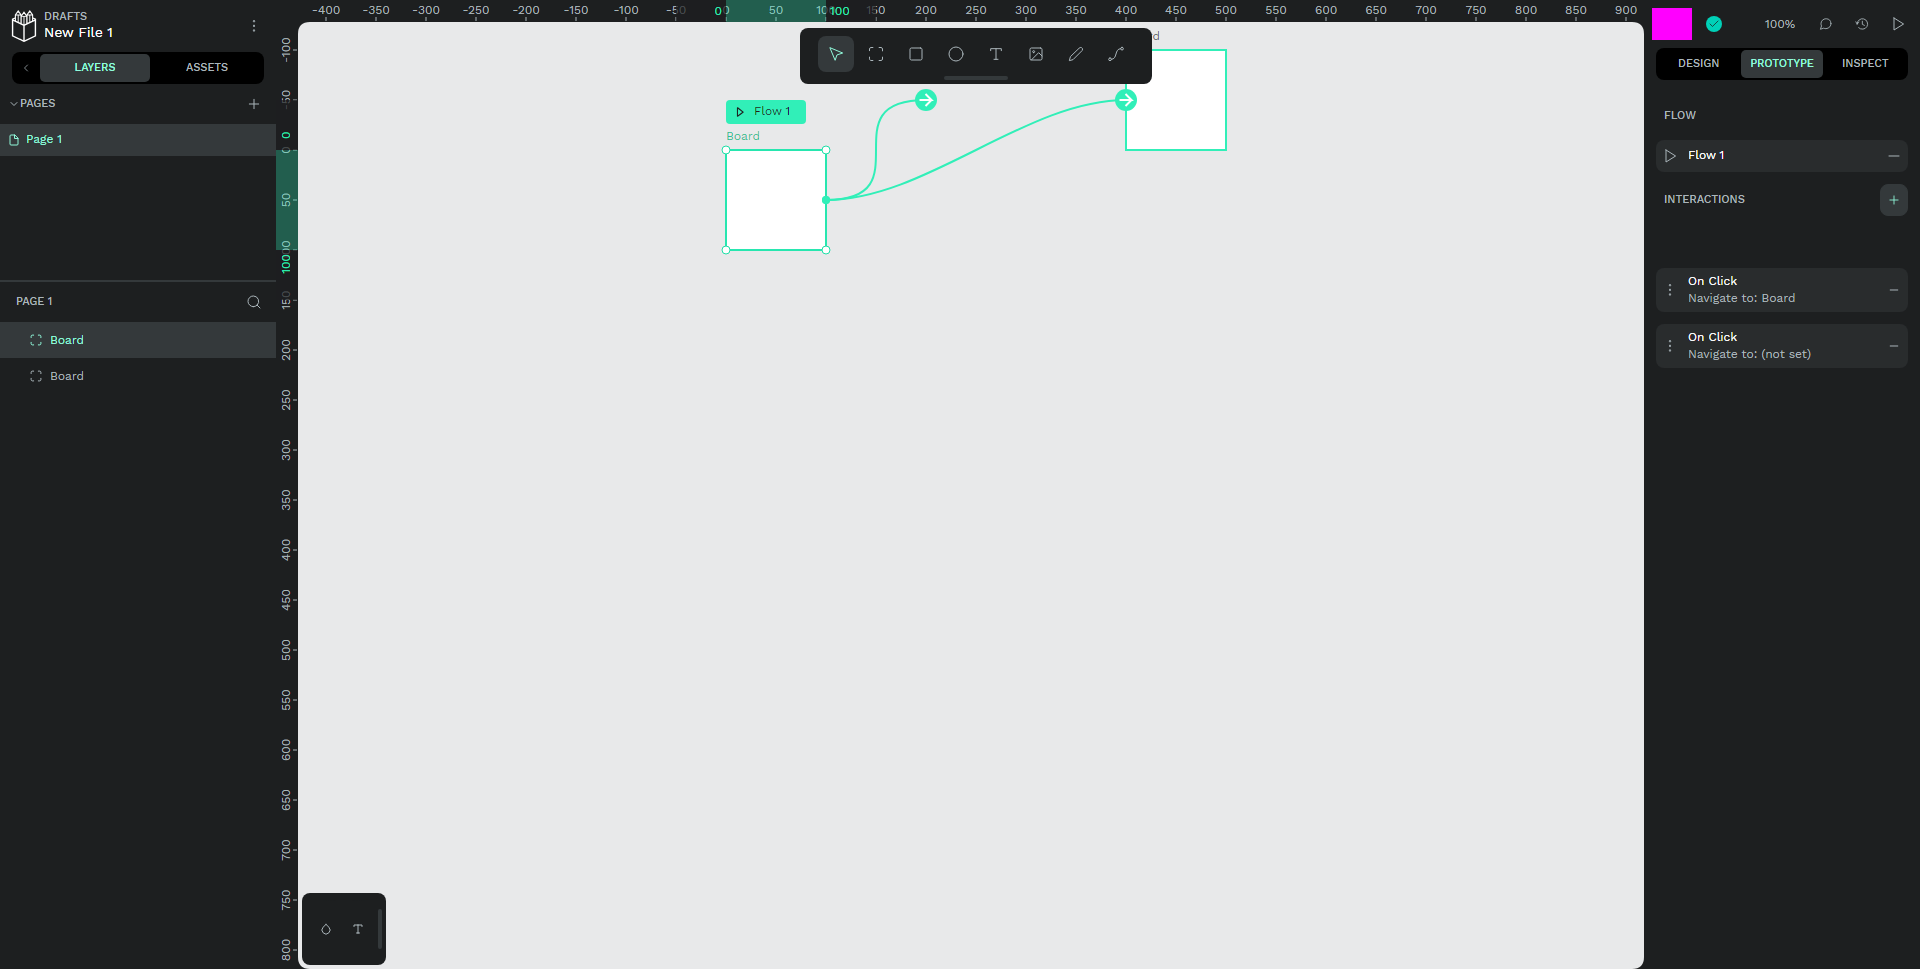 DRAFTS
New File 1
LAYERS
ASSETS
PAGES
Page 1
PAGE 1
Board
Board
-400 -350 -300 -250 -200 -150 -100 -50 0 0 50 100 100 150 200 250 300 350 400 450 500 550 600 650 700 750 800 850 900
-100
-50
0
0
50
100
100
150
200
250
300
350
400
450
500
550
600
650
700
750
800
Flow 1
Board
100%
DESIGN
PROTOTYPE
INSPECT
FLOW
Flow 1
INTERACTIONS
On Click
Navigate to: Board
On Click
Navigate to: (not set)